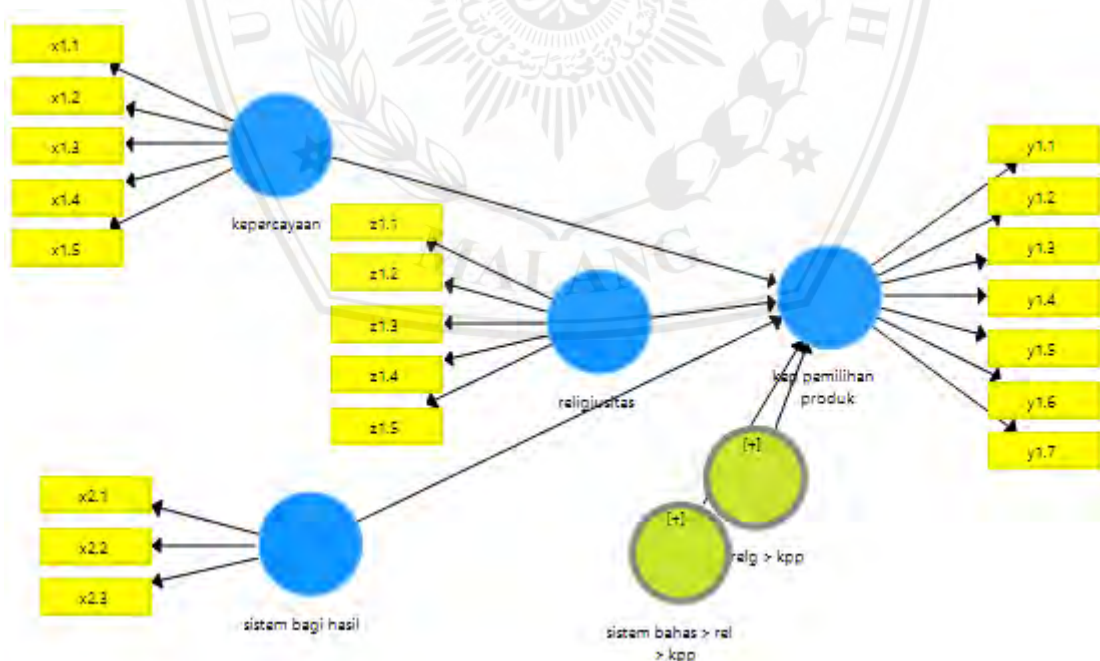 x1.1
x1.2
x1.3
x1.4
x1.5
keparcayaan
z1.1
z1.2
z1.3
z1.4
z1.5
religiusitas
x2.1
x2.2
x2.3
sistem bagi hasil
kep pemilihan
produk
y1.1
y1.2
y1.3
y1.4
y1.5
y1.6
y1.7
[+]
relg > kpp
[+]
sistem bahas > rel
> kpp
MALANG
U
H